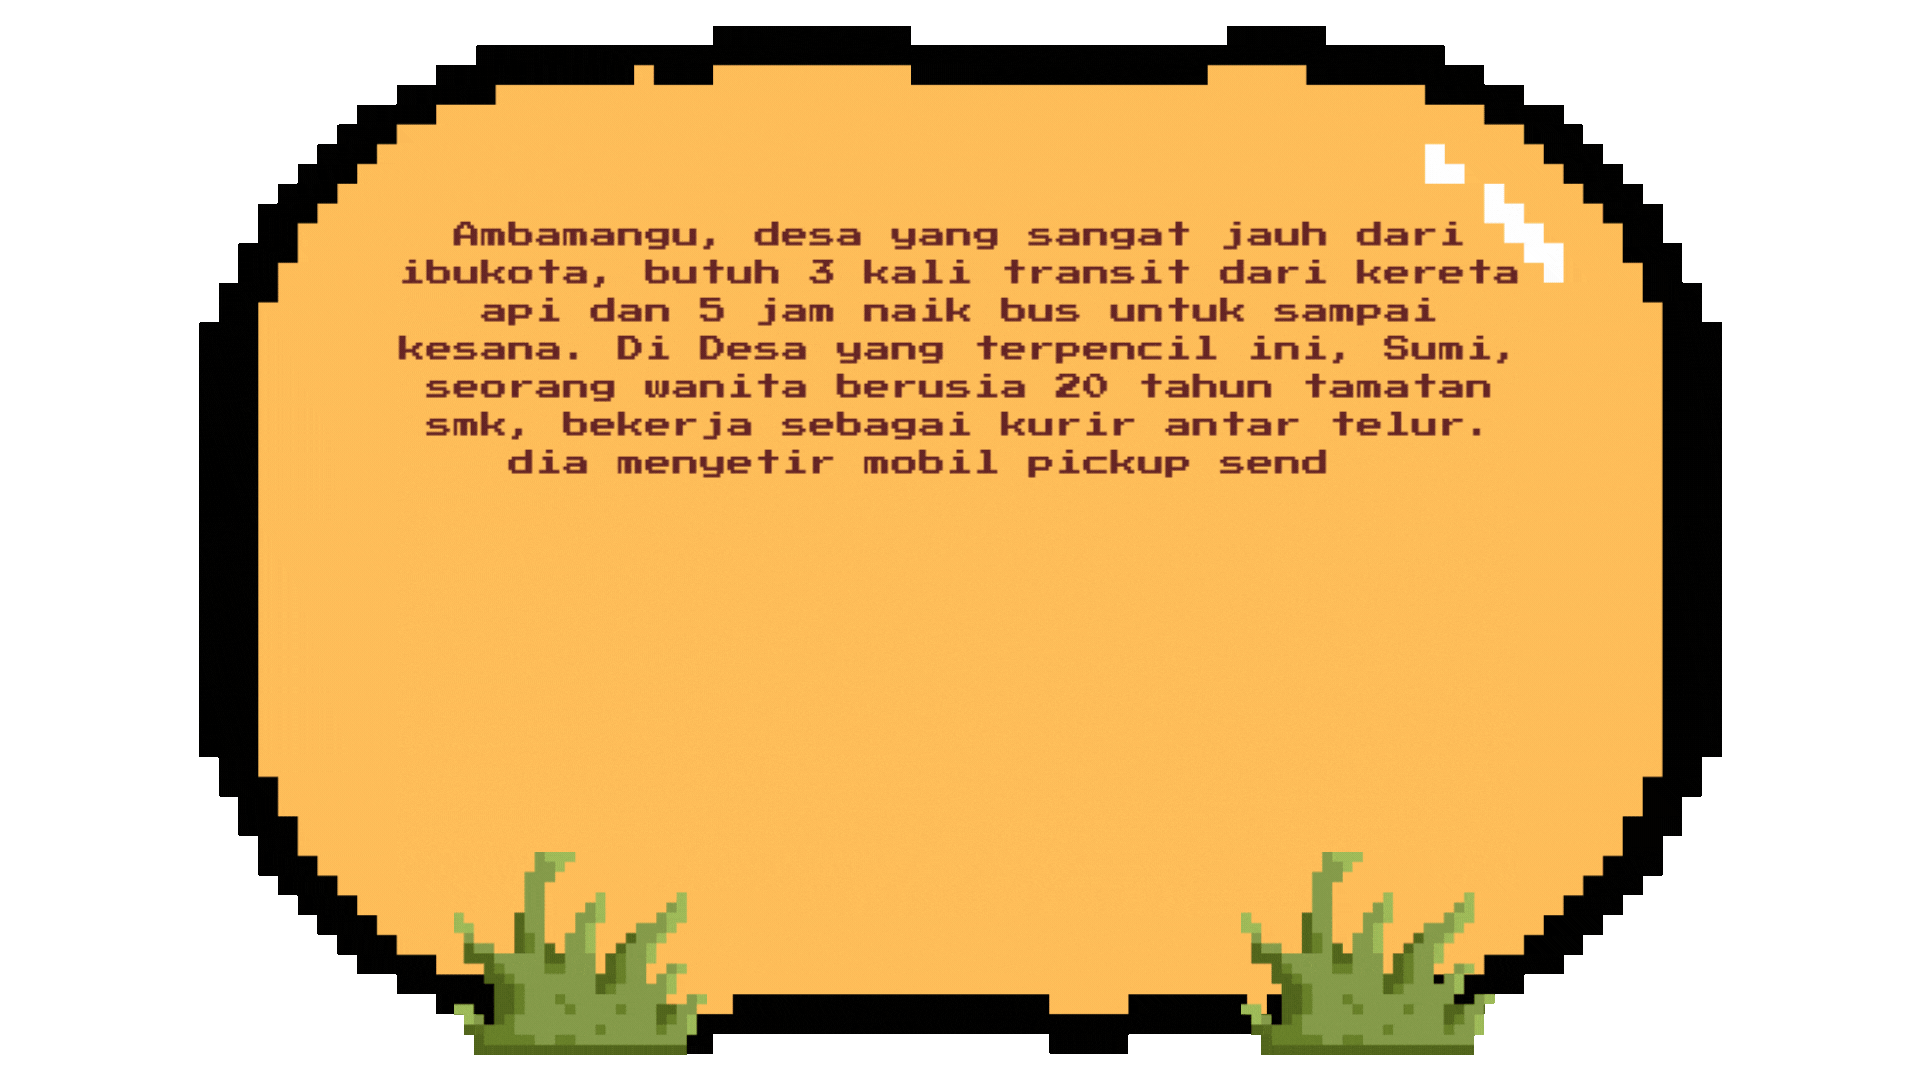 Ambamangu, desa yang sangat jauh dari
ibukota, butuh 3 kali transit dari kereta
api dan 5 jam naik bus untuk sampai
kesana. Di Desa yang terpencil ini, Sumi,
seorang wanita berusia 20 tahun tamatan
smk, bekerja sebagai kurir antar telur.
dia menyetir mobil pickup send